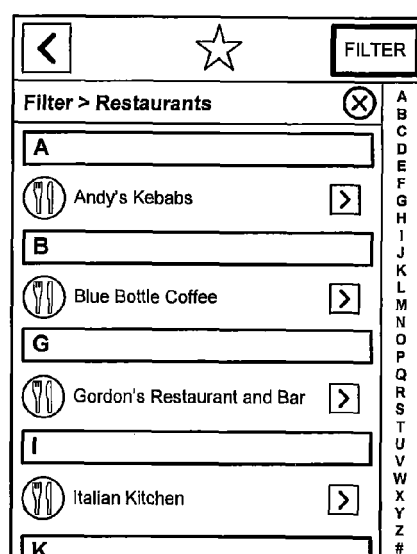 FILTER
Filter > Restaurants
A
Andy's Kebabs
B
Blue Bottle Coffee
G
Gordon's Restaurant and Bar
I
Italian Kitchen
K
A
B
C
D
E
F
G
H
I
J
K
L
M
N
O
P
Q
R
S
T
U
V
W
X
Y
Z
#